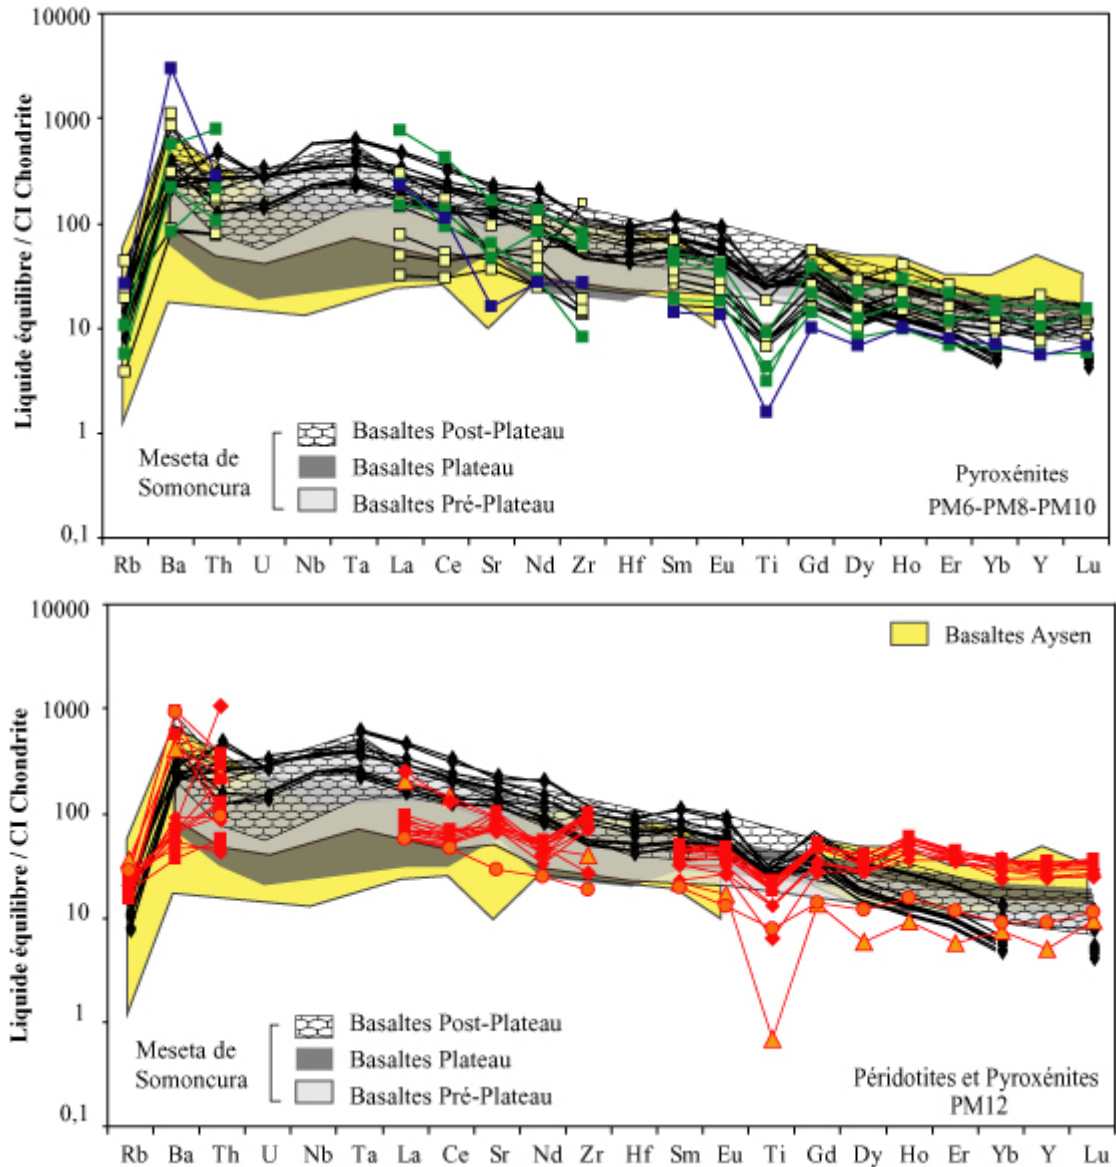 10000
1000
100
10
1
0,1
Liquide équilibre / CI Chondrite
Meseta de
Somoncura
Basaltes Post-Plateau
Basaltes Plateau
Basaltes Pré-Plateau
Pyroxénites
PM6-PM8-PM10
Rb Ba Th U Nb Ta La Ce Sr Nd Zr Hf Sm Eu Ti Gd Dy Ho Er Yb Y Lu
10000
1000
100
10
1
0,1
Liquide équilibre / CI Chondrite
Basaltes Aysen
Meseta de
Somoncura
Basaltes Post-Plateau
Basaltes Plateau
Basaltes Pré-Plateau
Péridotites et Pyroxénites
PM12
Rb Ba Th U Nb Ta La Ce Sr Nd Zr Hf Sm Eu Ti Gd Dy Ho Er Yb Y Lu